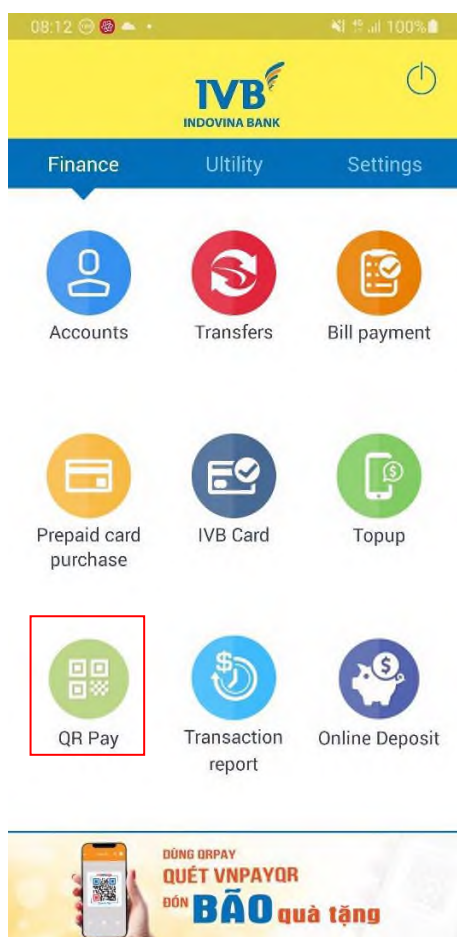 08:12 100%
IVB
INDOVINA BANK
Finance Ultility Settings
Accounts Transfers Bill payment
Prepaid card IVB Card Topup
purchase
QR Pay Transaction Online Deposit
report
DÙNG QRPAY
QUÉT VNPAYQR
ĐÓN BÃO quà tặng